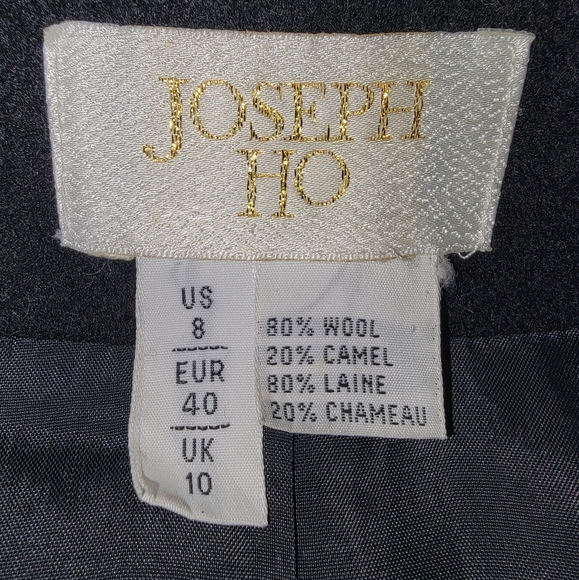 JOSEPH
HO
US
8
EUR
40
UK
10
80% WOOL
20% CAMEL
80% LAINE
20% CHAMEAU